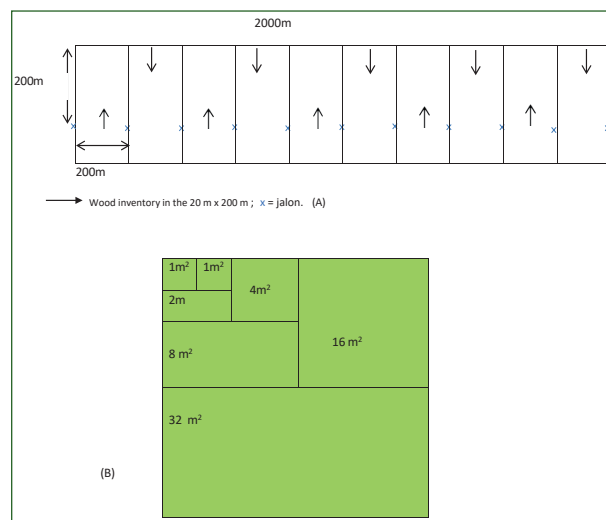 2000m
200m
200m
Wood inventory in the 20 m x 200 m ; x = jalon. (A)
1m² 1m²
2m
4m²
16 m²
8 m²
32 m²
(B)